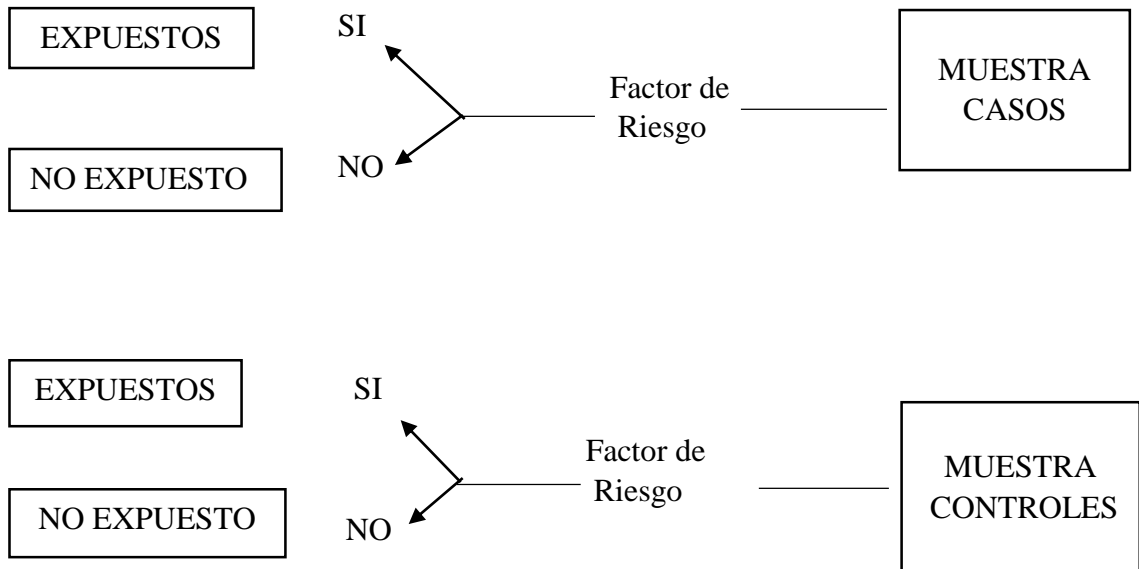 EXPUESTOS
SI
Factor de
Riesgo
MUESTRA
CASOS
NO EXPUESTO
NO
EXPUESTOS
SI
Factor de
Riesgo
MUESTRA
CONTROLES
NO EXPUESTO
NO